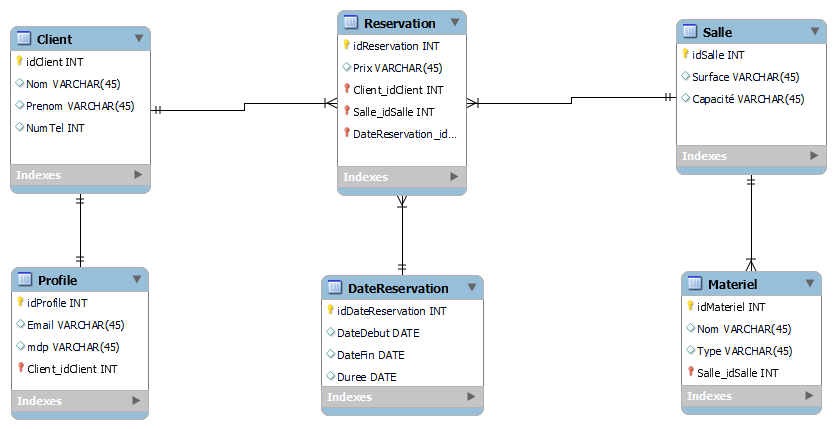 Client
idClient INT
Nom VARCHAR(45)
Prenom VARCHAR(45)
NumTel INT
Indexes
Reservation
idReservation INT
Prix VARCHAR(45)
Client_idClient INT
Salle_idSalle INT
DateReservation_id...
Indexes
Salle
idSalle INT
Surface VARCHAR(45)
Capacité VARCHAR(45)
Indexes
Profile
idProfile INT
Email VARCHAR(45)
mdp VARCHAR(45)
Client_idClient INT
Indexes
DateReservation
idDateReservation INT
DateDebut DATE
DateFin DATE
Duree DATE
Indexes
Materiel
idMateriel INT
Nom VARCHAR(45)
Type VARCHAR(45)
Salle_idSalle INT
Indexes